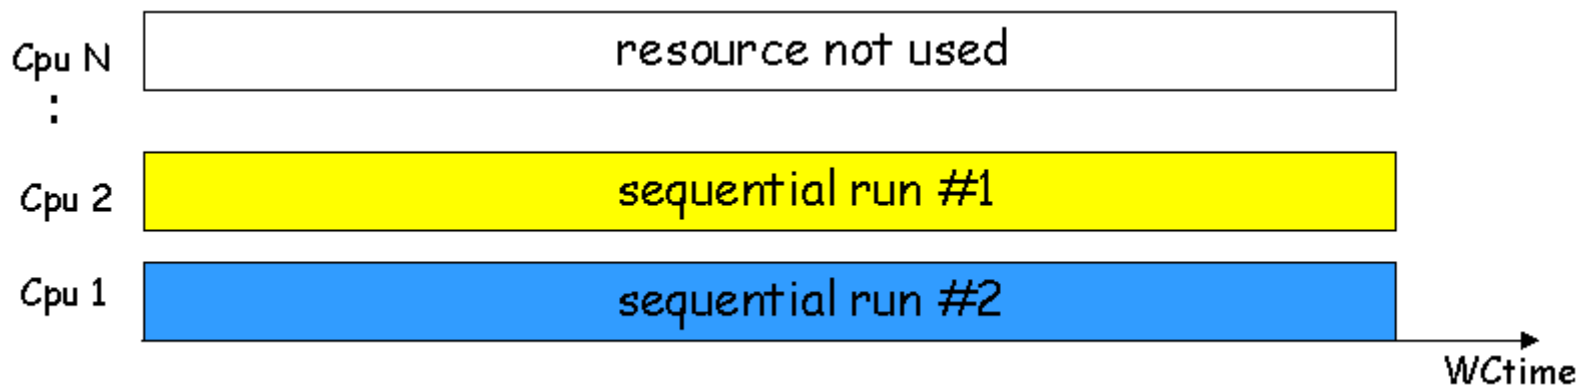 Cpu N resource not used
:
Cpu 2 sequential run #1
Cpu 1 sequential run #2
WCtime